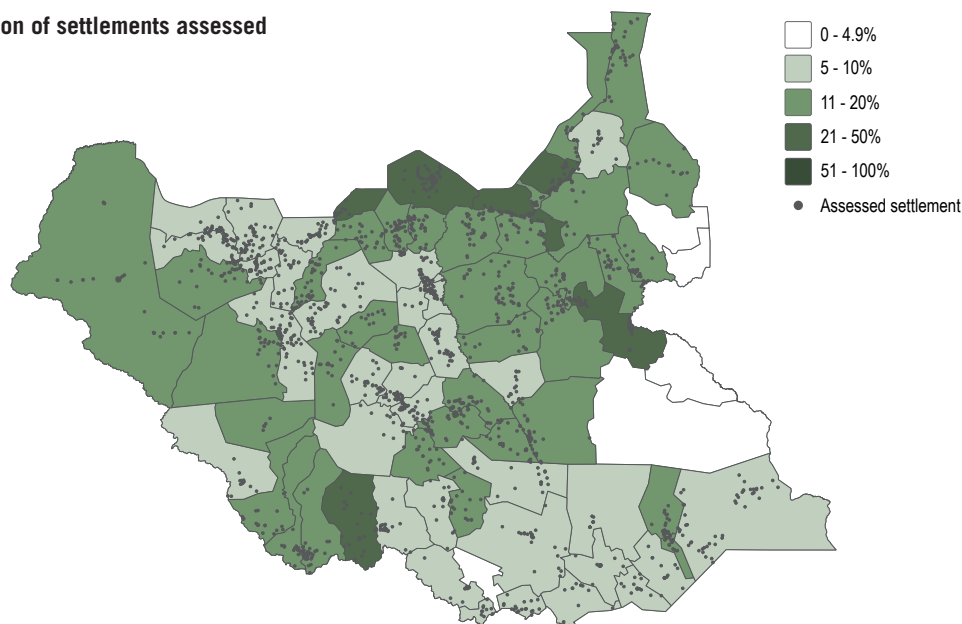 on of settlements assessed
0 - 4.9%
5 - 10%
11 - 20%
21 - 50%
51 - 100%
Assessed settlement